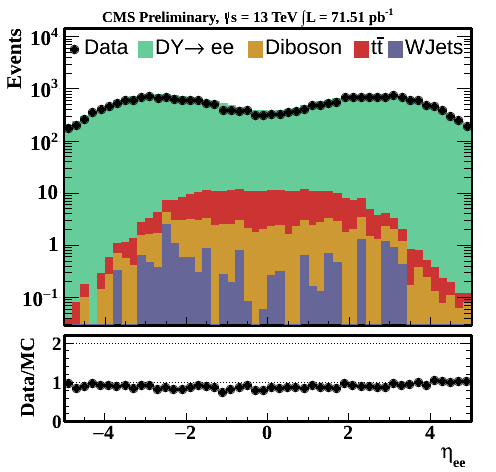 CMS Preliminary, √s = 13 TeV ∫L = 71.51 pb⁻¹
Events
10⁴
Data DY→ ee Diboson tt̄ WJets
10³
10²
10
1
10⁻¹
Data/MC
2
1
0
−4 −2 0 2 4
η_ee